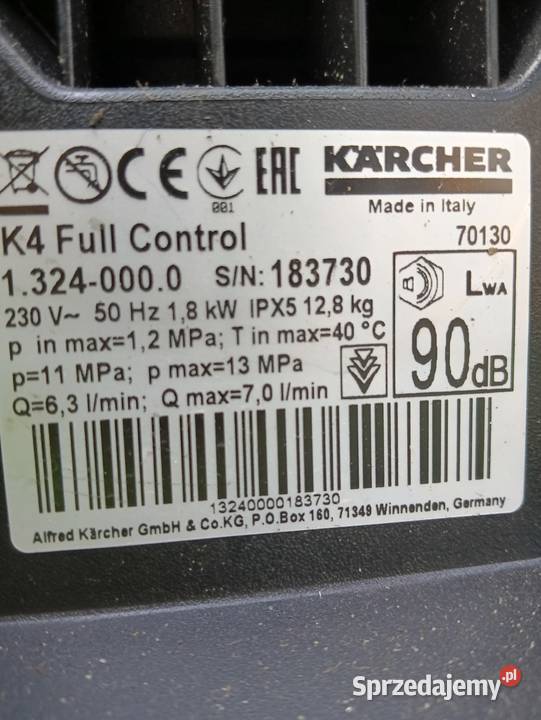 CE 001 EAC KÄRCHER
Made in Italy
K4 Full Control 70130
1.324-000.0 S/N: 183730
230 V~ 50 Hz 1,8 kW IPX5 12,8 kg
p in max=1,2 MPa; T in max=40 °C
p=11 MPa; p max=13 MPa
Q=6,3 l/min; Q max=7,0 l/min
LWA
90dB
13240000183730
Alfred Kärcher GmbH & Co.KG, P.O.Box 160, 71349 Winnenden, Germany
Sprzedajemy.pl